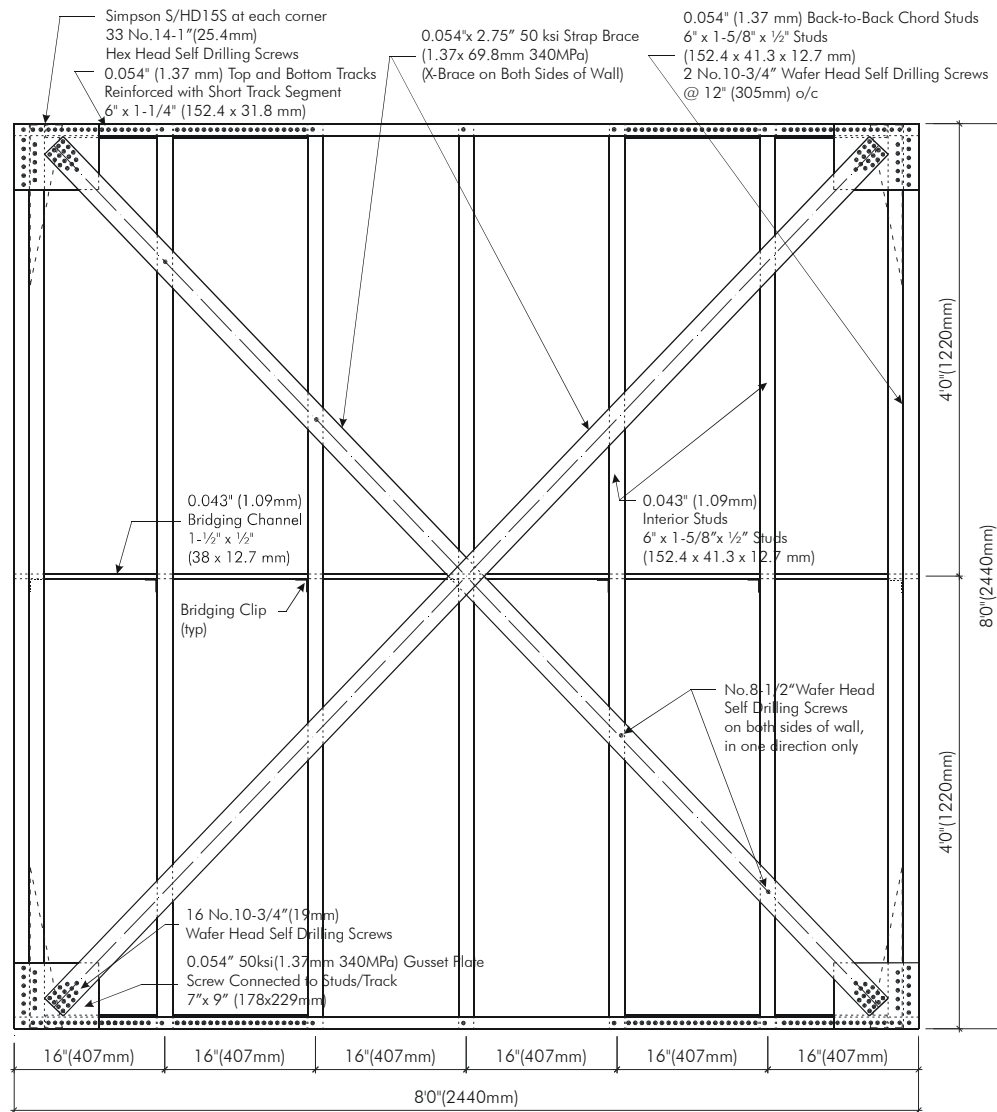 Simpson S/HD15S at each corner
33 No.14-1"(25.4mm)
Hex Head Self Drilling Screws
0.054" (1.37 mm) Top and Bottom Tracks
Reinforced with Short Track Segment
6" x 1-1/4" (152.4 x 31.8 mm)
0.054"x 2.75" 50 ksi Strap Brace
(1.37x 69.8mm 340MPa)
(X-Brace on Both Sides of Wall)
0.054" (1.37 mm) Back-to-Back Chord Studs
6" x 1-5/8" x ½" Studs
(152.4 x 41.3 x 12.7 mm)
2 No.10-3/4" Wafer Head Self Drilling Screws
@ 12" (305mm) o/c
4'0"(1220mm)
0.043" (1.09mm)
Bridging Channel
1-½" x ½"
(38 x 12.7 mm)
0.043" (1.09mm)
Interior Studs
6" x 1-5/8"x ½" Studs
(152.4 x 41.3 x 12.7 mm)
8'0"(2440mm)
Bridging Clip
(typ)
No.8-1/2"Wafer Head
Self Drilling Screws
on both sides of wall,
in one direction only
4'0"(1220mm)
16 No.10-3/4"(19mm)
Wafer Head Self Drilling Screws
0.054" 50ksi(1.37mm 340MPa) Gusset Plate
Screw Connected to Studs/Track
7"x 9" (178x229mm)
16"(407mm)
16"(407mm)
16"(407mm)
16"(407mm)
16"(407mm)
16"(407mm)
8'0"(2440mm)